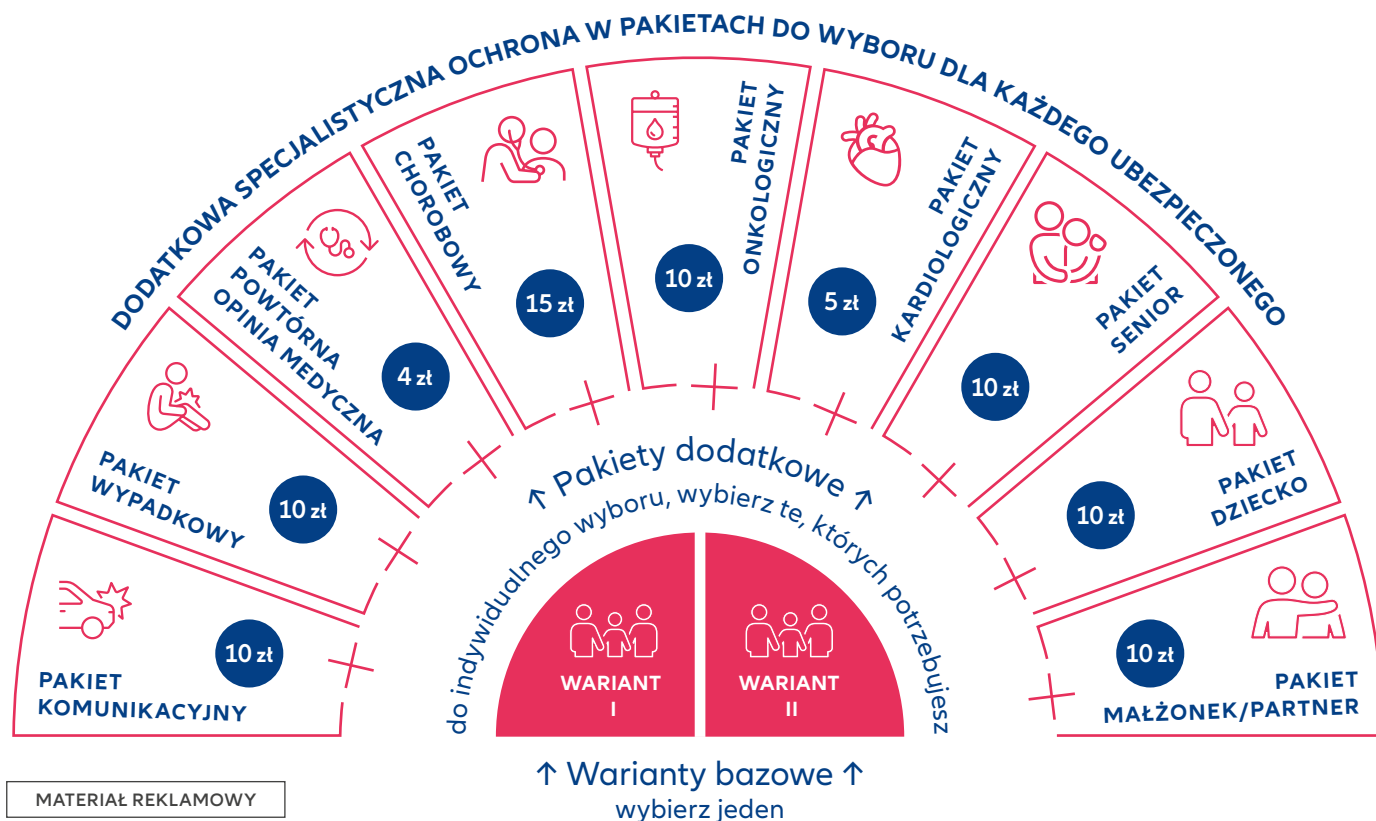 DODATKOWA SPECJALISTYCZNA OCHRONA W PAKIETACH DO WYBORU DLA KAŻDEGO UBEZPIECZONEGO
PAKIET
KOMUNIKACYJNY
10 zł
PAKIET
WYPADKOWY
10 zł
PAKIET
POWTÓRNA
OPINIA MEDYCZNA
4 zł
PAKIET
CHOROBOWY
15 zł
PAKIET
ONKOLOGICZNY
10 zł
PAKIET
KARDIOLOGICZNY
5 zł
PAKIET
SENIOR
10 zł
PAKIET
DZIECKO
10 zł
PAKIET
MAŁŻONEK/PARTNER
10 zł
↑ Pakiety dodatkowe ↑
do indywidualnego wyboru, wybierz te, których potrzebujesz
WARIANT
I
WARIANT
II
↑ Warianty bazowe ↑
wybierz jeden
MATERIAŁ REKLAMOWY